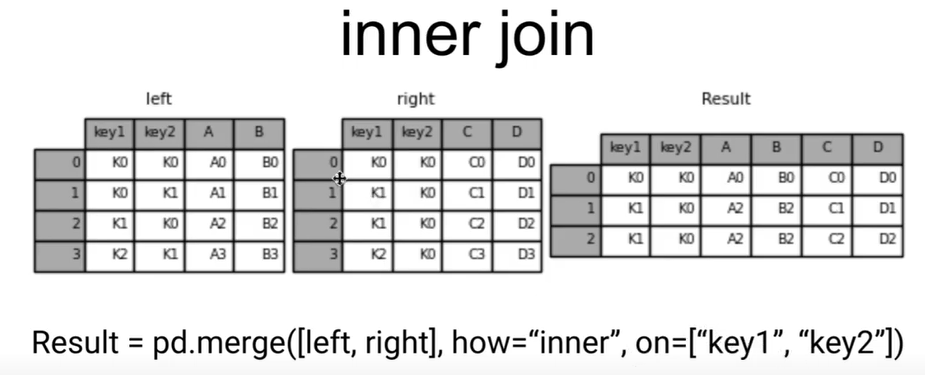 inner join
left right Result
key1 key2 A B
0 K0 K0 A0 B0
1 K0 K1 A1 B1
2 K1 K0 A2 B2
3 K2 K1 A3 B3
key1 key2 C D
0 K0 K0 C0 D0
1 K1 K0 C1 D1
2 K1 K0 C2 D2
3 K2 K0 C3 D3
key1 key2 A B C D
0 K0 K0 A0 B0 C0 D0
1 K1 K0 A2 B2 C1 D1
2 K1 K0 A2 B2 C2 D2
Result = pd.merge([left, right], how=“inner”, on=[“key1”, “key2”])